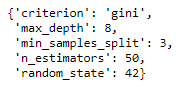 {'criterion': 'gini',
 'max_depth': 8,
 'min_samples_split': 3,
 'n_estimators': 50,
 'random_state': 42}